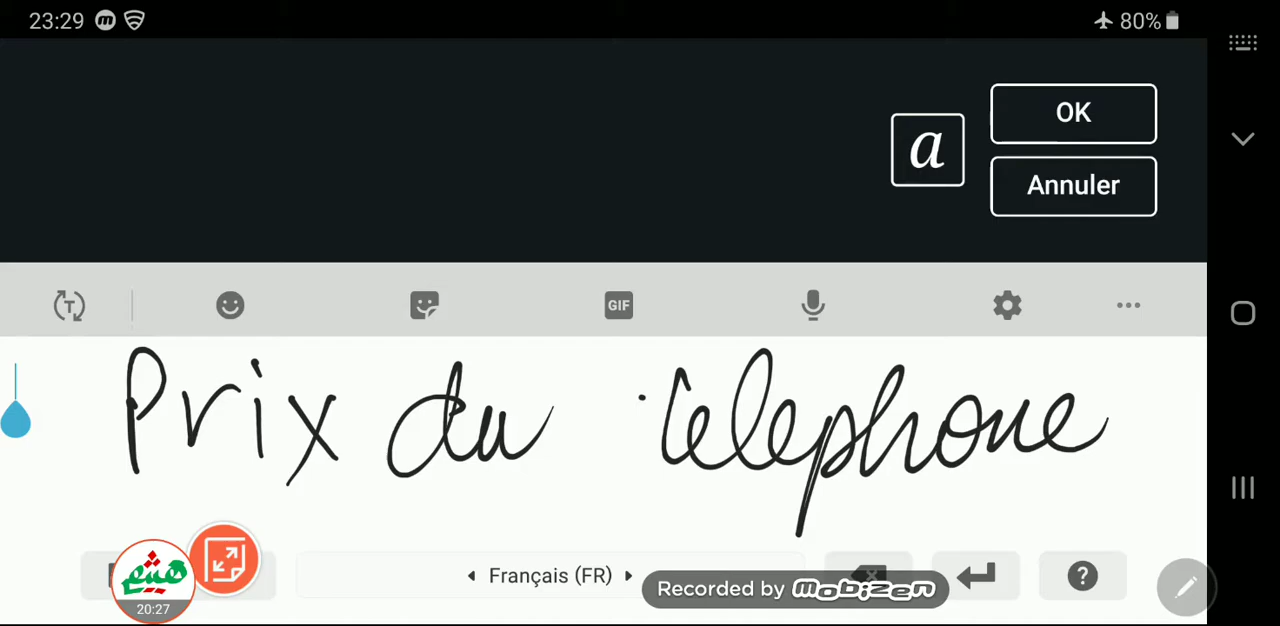 23:29 80%
OK
a
Annuler
T GIF
Prix du telephone
Français (FR)
Recorded by mobizen
20:27